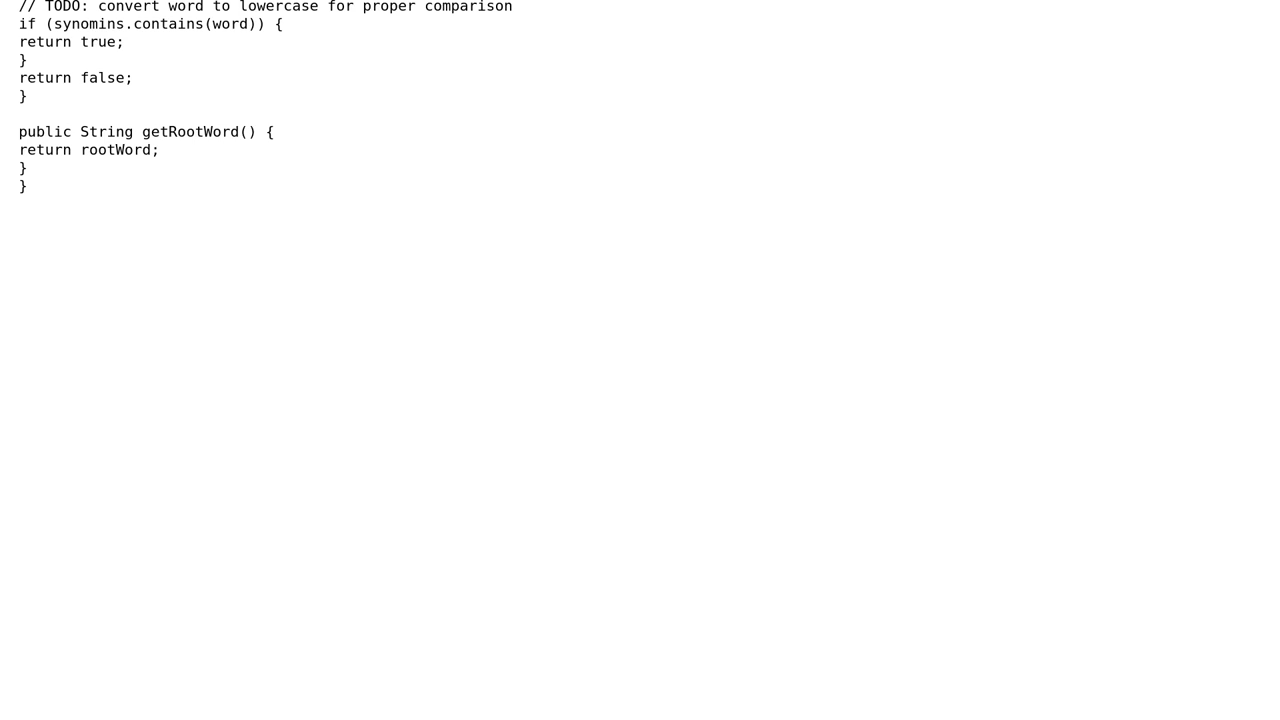 // TODO: convert word to lowercase for proper comparison
if (synomins.contains(word)) {
return true;
}
return false;
}

public String getRootWord() {
return rootWord;
}
}